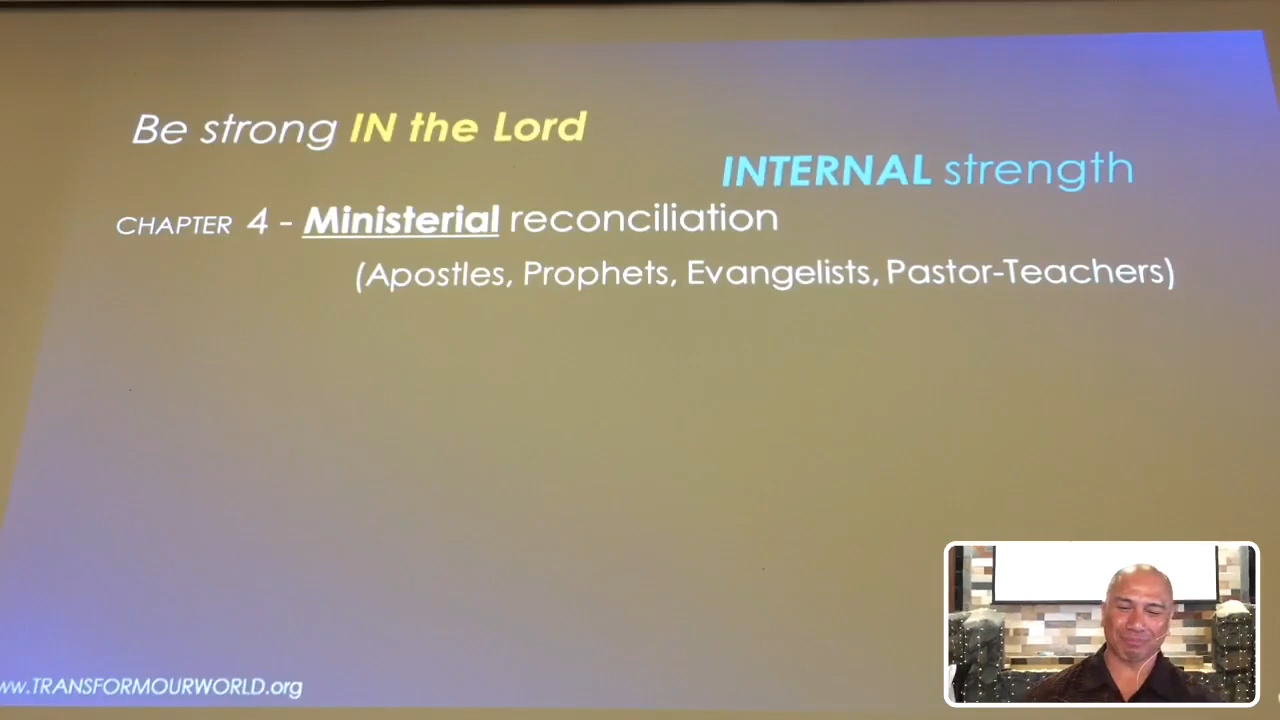 Be strong IN the Lord
INTERNAL strength
CHAPTER 4 - Ministerial reconciliation
(Apostles, Prophets, Evangelists, Pastor-Teachers)
ww.TRANSFORMOURWORLD.org